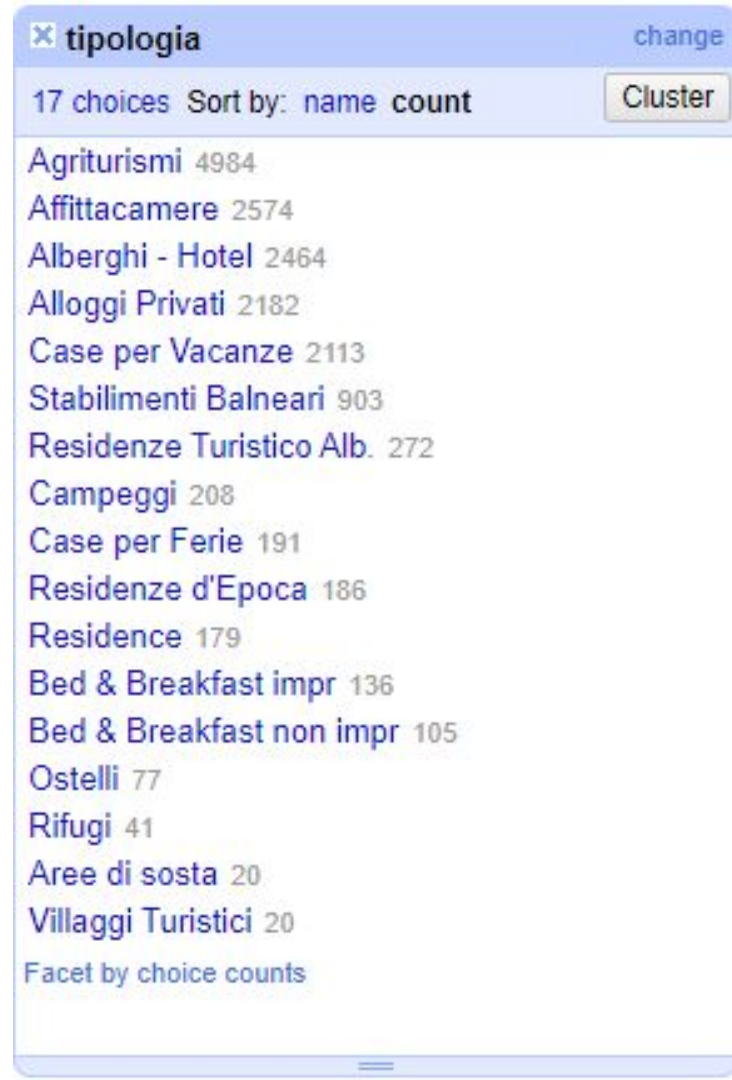 tipologia change
17 choices Sort by: name count Cluster
Agriturismi 4984
Affittacamere 2574
Alberghi - Hotel 2464
Alloggi Privati 2182
Case per Vacanze 2113
Stabilimenti Balneari 903
Residenze Turistico Alb. 272
Campeggi 208
Case per Ferie 191
Residenze d'Epoca 186
Residence 179
Bed & Breakfast impr 136
Bed & Breakfast non impr 105
Ostelli 77
Rifugi 41
Aree di sosta 20
Villaggi Turistici 20
Facet by choice counts